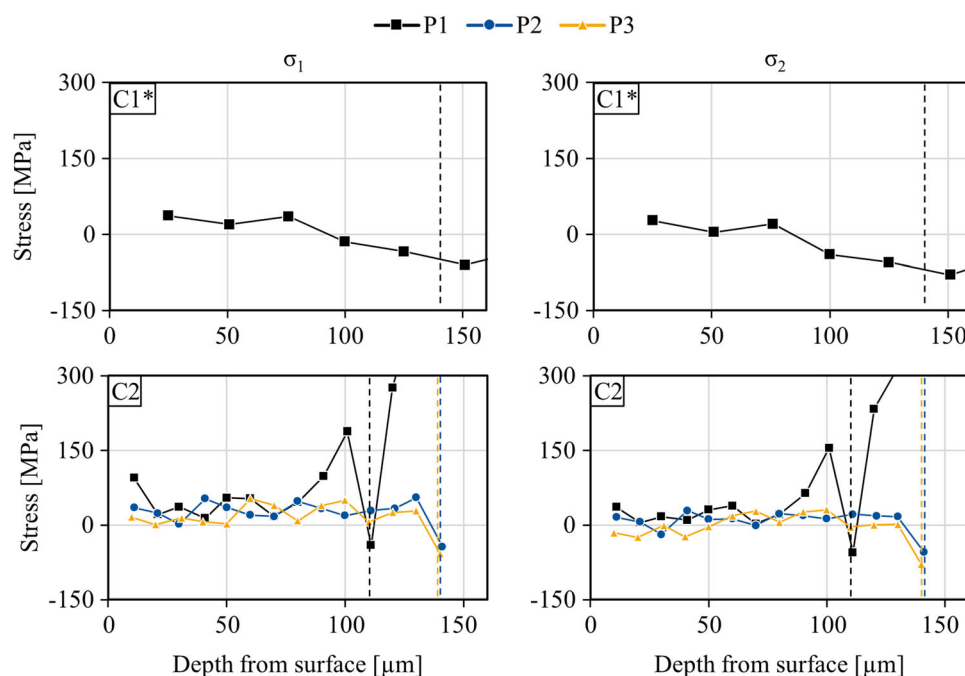 P1 P2 P3
σ1 σ2
C1* C1*
Stress [MPa]
300 300
150 150
0 0
-150 -150
0 50 100 150 0 50 100 150
C2 C2
Stress [MPa]
300 300
150 150
0 0
-150 -150
0 50 100 150 0 50 100 150
Depth from surface [µm] Depth from surface [µm]